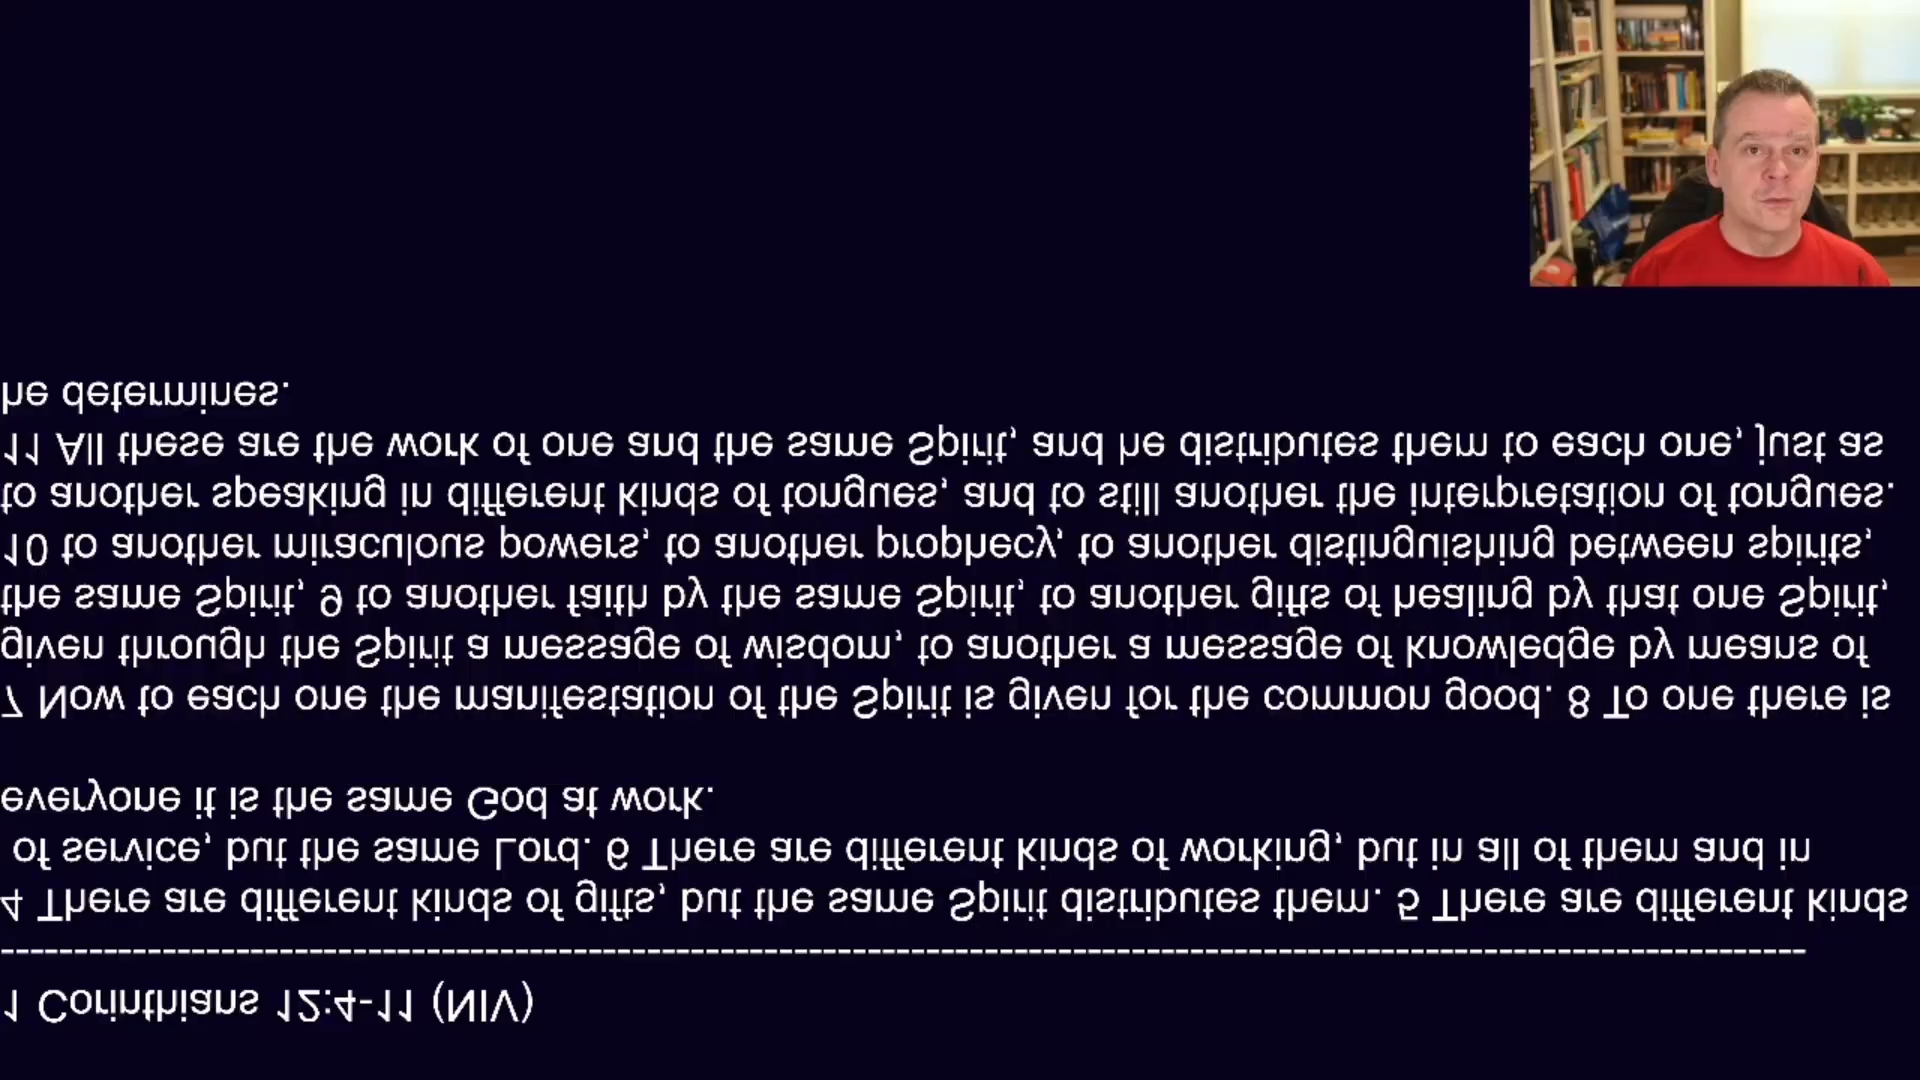 1 Corinthians 12:4-11 (NIV)
--------------------------------------------------------------------------------------------------------------------------------
4 There are different kinds of gifts, but the same Spirit distributes them. 5 There are different kinds
of service, but the same Lord. 6 There are different kinds of working, but in all of them and in
everyone it is the same God at work.
7 Now to each one the manifestation of the Spirit is given for the common good. 8 To one there is
given through the Spirit a message of wisdom, to another a message of knowledge by means of
the same Spirit, 9 to another faith by the same Spirit, to another gifts of healing by that one Spirit,
10 to another miraculous powers, to another prophecy, to another distinguishing between spirits,
to another speaking in different kinds of tongues, and to still another the interpretation of tongues.
11 All these are the work of one and the same Spirit, and he distributes them to each one, just as
he determines.